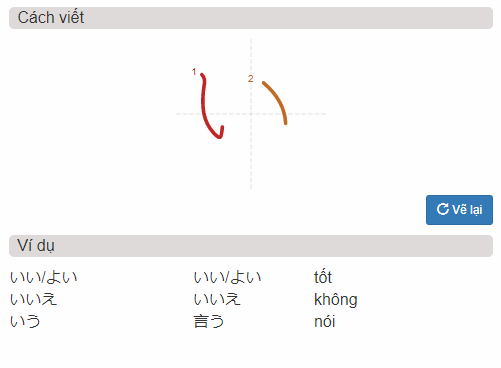 Cách viết
1 2
Vẽ lại
Ví dụ
いい/よい いい/よい tốt
いいえ いいえ không
いう 言う nói